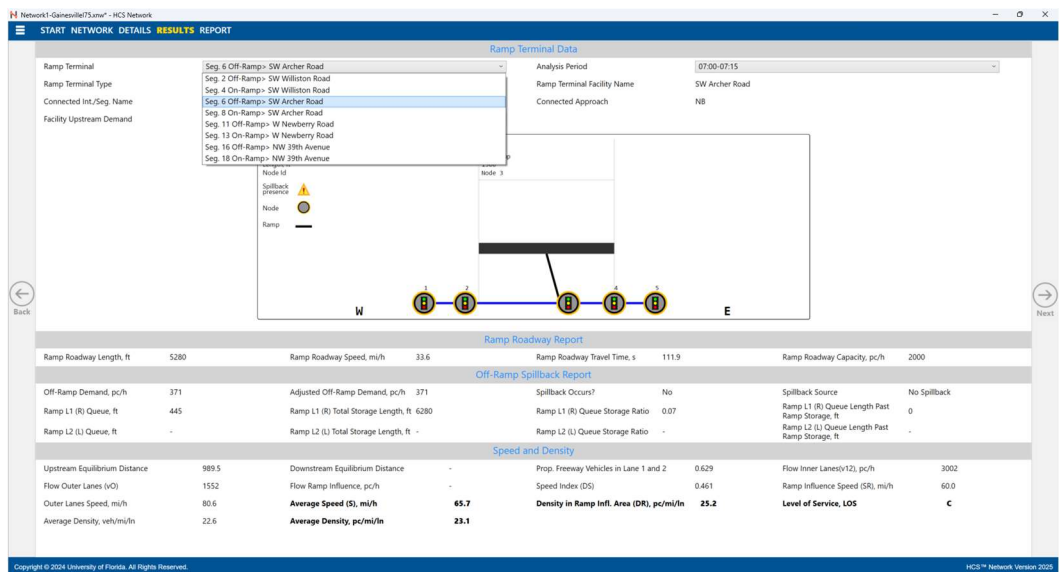 Network1-GainesvilleI75.xnw* - HCS Network
START NETWORK DETAILS RESULTS REPORT
Ramp Terminal Data
Ramp Terminal Seg. 6 Off-Ramp> SW Archer Road Analysis Period 07:00-07:15
Ramp Terminal Type Seg. 2 Off-Ramp> SW Williston Road Ramp Terminal Facility Name SW Archer Road
Seg. 4 On-Ramp> SW Williston Road
Connected Int./Seg. Name Seg. 6 Off-Ramp> SW Archer Road Connected Approach NB
Seg. 8 On-Ramp> SW Archer Road
Facility Upstream Demand Seg. 11 Off-Ramp> W Newberry Road
Seg. 13 On-Ramp> W Newberry Road
Seg. 16 Off-Ramp> NW 39th Avenue
Seg. 18 On-Ramp> NW 39th Avenue
Node Id Node 3
Spillback
presence
Node
Ramp
1 2 4 5
W E
Back Next
Ramp Roadway Report
Ramp Roadway Length, ft 5280 Ramp Roadway Speed, mi/h 33.6 Ramp Roadway Travel Time, s 111.9 Ramp Roadway Capacity, pc/h 2000
Off-Ramp Spillback Report
Off-Ramp Demand, pc/h 371 Adjusted Off-Ramp Demand, pc/h 371 Spillback Occurs? No Spillback Source No Spillback
Ramp L1 (R) Queue, ft 445 Ramp L1 (R) Total Storage Length, ft 6280 Ramp L1 (R) Queue Storage Ratio 0.07 Ramp L1 (R) Queue Length Past Ramp Storage, ft 0
Ramp L2 (L) Queue, ft - Ramp L2 (L) Total Storage Length, ft - Ramp L2 (L) Queue Storage Ratio - Ramp L2 (L) Queue Length Past Ramp Storage, ft -
Speed and Density
Upstream Equilibrium Distance 989.5 Downstream Equilibrium Distance - Prop. Freeway Vehicles in Lane 1 and 2 0.629 Flow Inner Lanes(v12), pc/h 3002
Flow Outer Lanes (vO) 1552 Flow Ramp Influence, pc/h - Speed Index (DS) 0.461 Ramp Influence Speed (SR), mi/h 60.0
Outer Lanes Speed, mi/h 80.6 Average Speed (S), mi/h 65.7 Density in Ramp Infl. Area (DR), pc/mi/ln 25.2 Level of Service, LOS C
Average Density, veh/mi/ln 22.6 Average Density, pc/mi/ln 23.1
Copyright © 2024 University of Florida. All Rights Reserved. HCS™ Network Version 2025